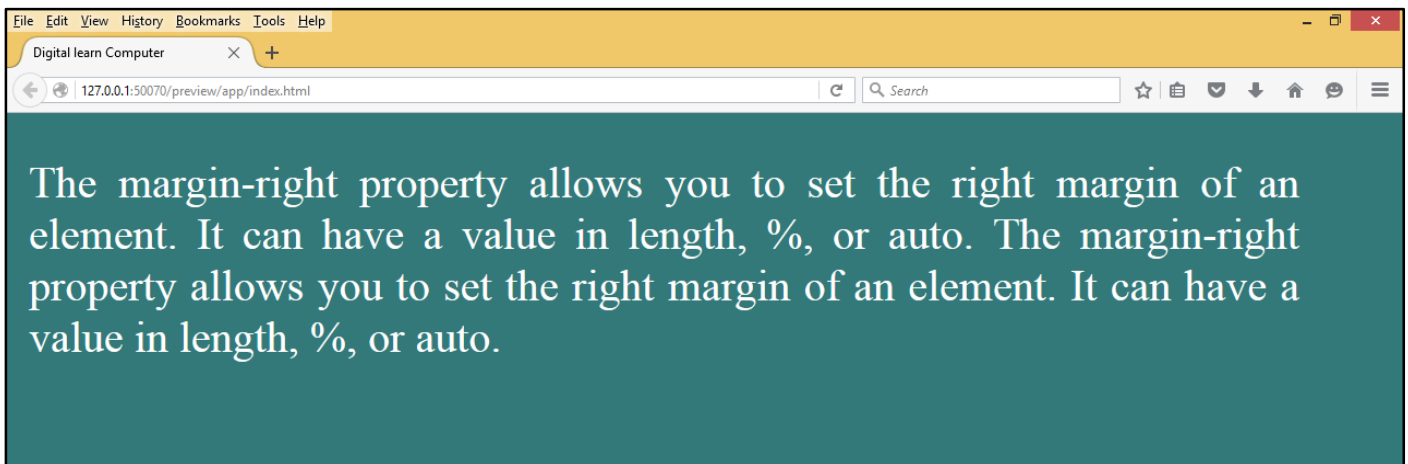 File Edit View History Bookmarks Tools Help
Digital learn Computer
127.0.0.1:50070/preview/app/index.html
Search
The margin-right property allows you to set the right margin of an
element. It can have a value in length, %, or auto. The margin-right
property allows you to set the right margin of an element. It can have a
value in length, %, or auto.